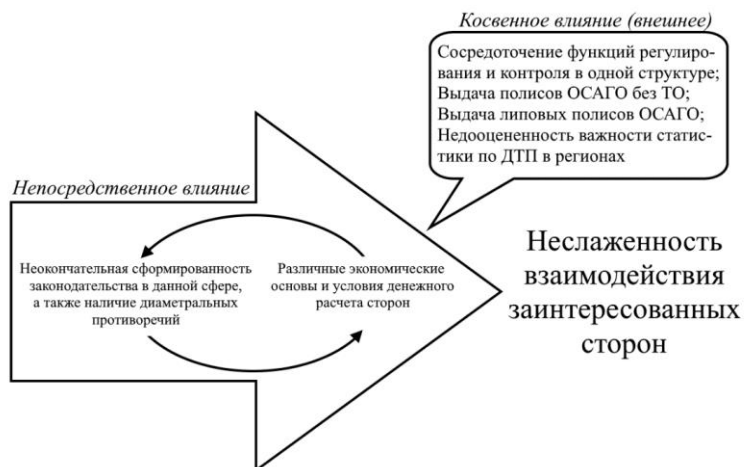 Косвенное влияние (внешнее)
Сосредоточение функций регулиро-
вания и контроля в одной структуре;
Выдача полисов ОСАГО без ТО;
Выдача липовых полисов ОСАГО;
Недооцененность важности статис-
тики по ДТП в регионах
Непосредственное влияние
Неокончательная сформированность
законодательства в данной сфере,
а также наличие диаметральных
противоречий
Различные экономические
основы и условия денежного
расчета сторон
Неслаженность
взаимодействия
заинтересованных
сторон